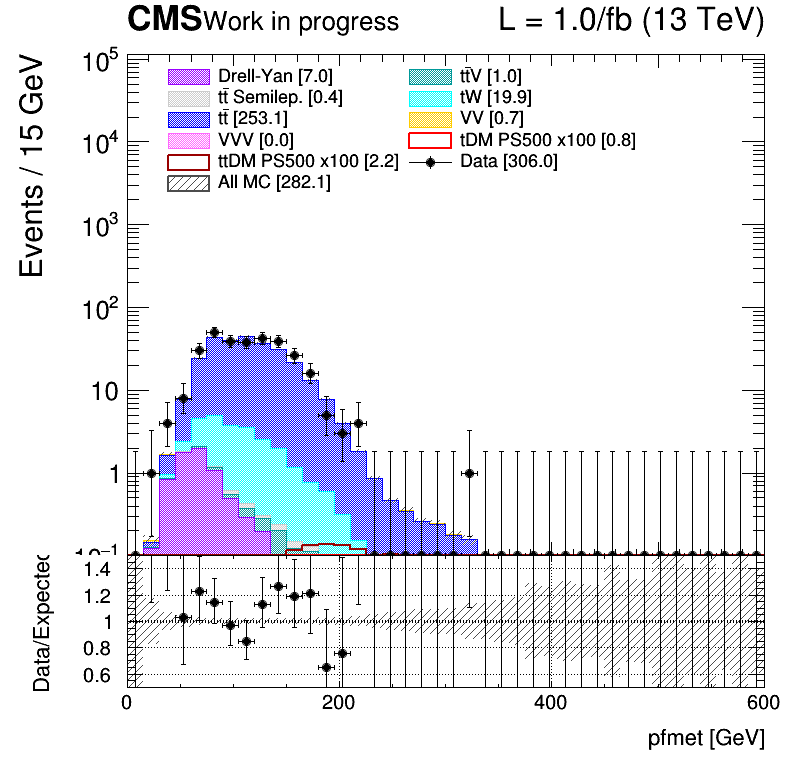 CMS Work in progress L = 1.0/fb (13 TeV)
Events / 15 GeV
10⁵
10⁴
10³
10²
10
1
10⁻¹
Drell-Yan [7.0]
tt̄V [1.0]
tt̄ Semilep. [0.4]
tW [19.9]
tt̄ [253.1]
VV [0.7]
VVV [0.0]
tDM PS500 x100 [0.8]
ttDM PS500 x100 [2.2]
Data [306.0]
All MC [282.1]
Data/Expected
1.4
1.2
1
0.8
0.6
0 200 400 600
pfmet [GeV]